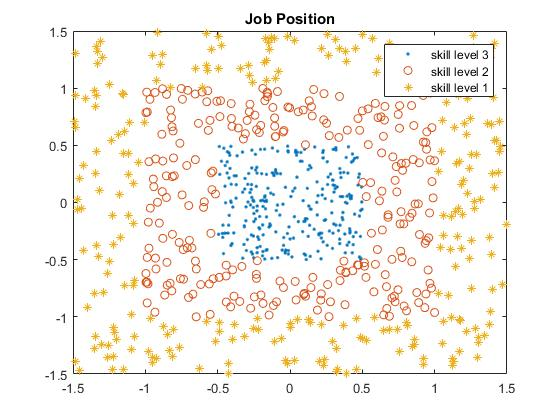 Job Position
skill level 3
skill level 2
skill level 1
1.5
1
0.5
0
-0.5
-1
-1.5
-1.5 -1 -0.5 0 0.5 1 1.5